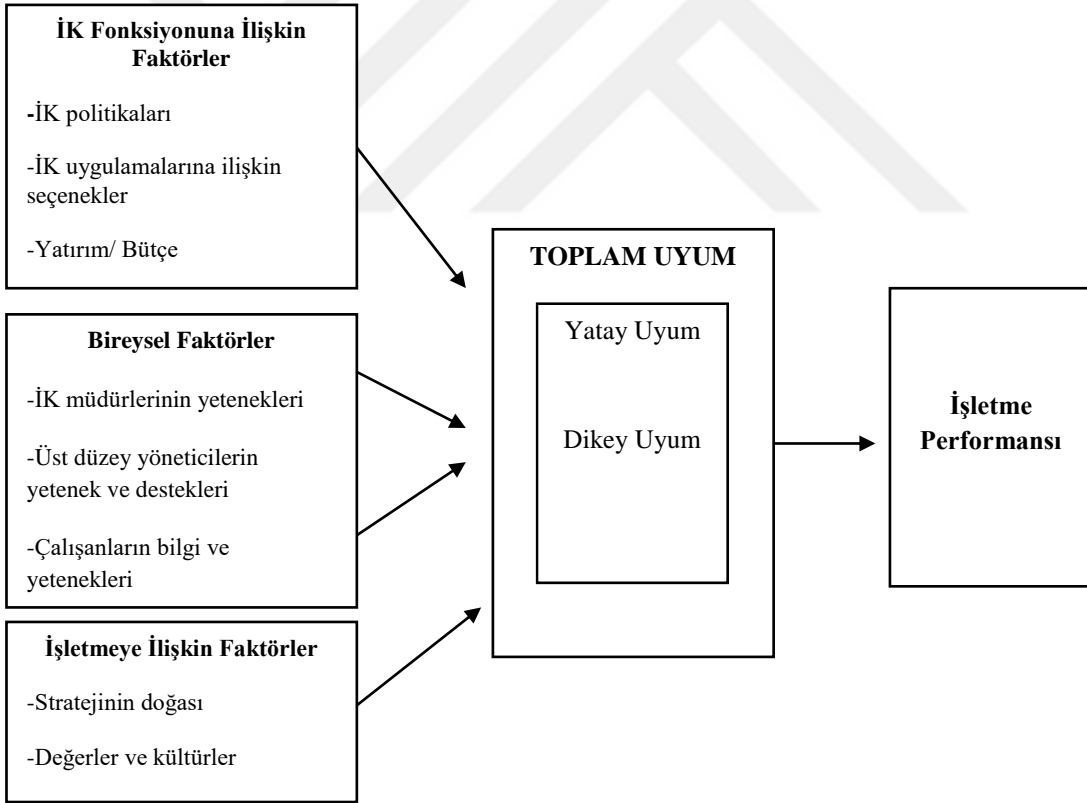 İK Fonksiyonuna İlişkin
Faktörler
-İK politikaları
-İK uygulamalarına ilişkin
seçenekler
-Yatırım/ Bütçe
Bireysel Faktörler
-İK müdürlerinin yetenekleri
-Üst düzey yöneticilerin
yetenek ve destekleri
-Çalışanların bilgi ve
yetenekleri
İşletmeye İlişkin Faktörler
-Stratejinin doğası
-Değerler ve kültürler
TOPLAM UYUM
Yatay Uyum
Dikey Uyum
İşletme
Performansı